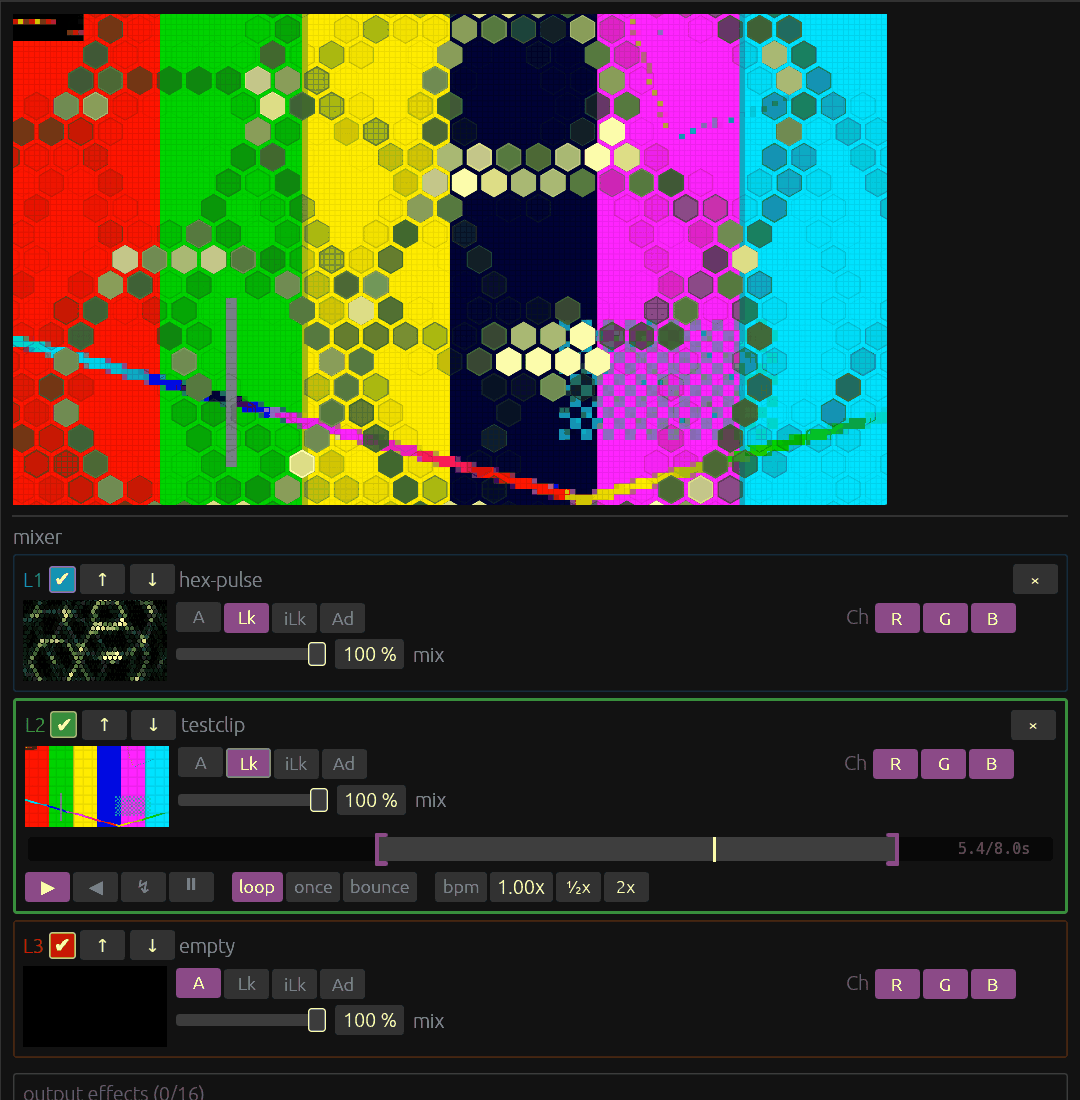 mixer
L1 ✔ ↑ ↓ hex-pulse ×
A Lk iLk Ad Ch R G B
100 % mix
L2 ✔ ↑ ↓ testclip ×
A Lk iLk Ad Ch R G B
100 % mix
5.4/8.0s
▶ ◀ ↯ ⏸ loop once bounce bpm 1.00x ½x 2x
L3 ✔ ↑ ↓ empty
A Lk iLk Ad Ch R G B
100 % mix
output effects (0/16)